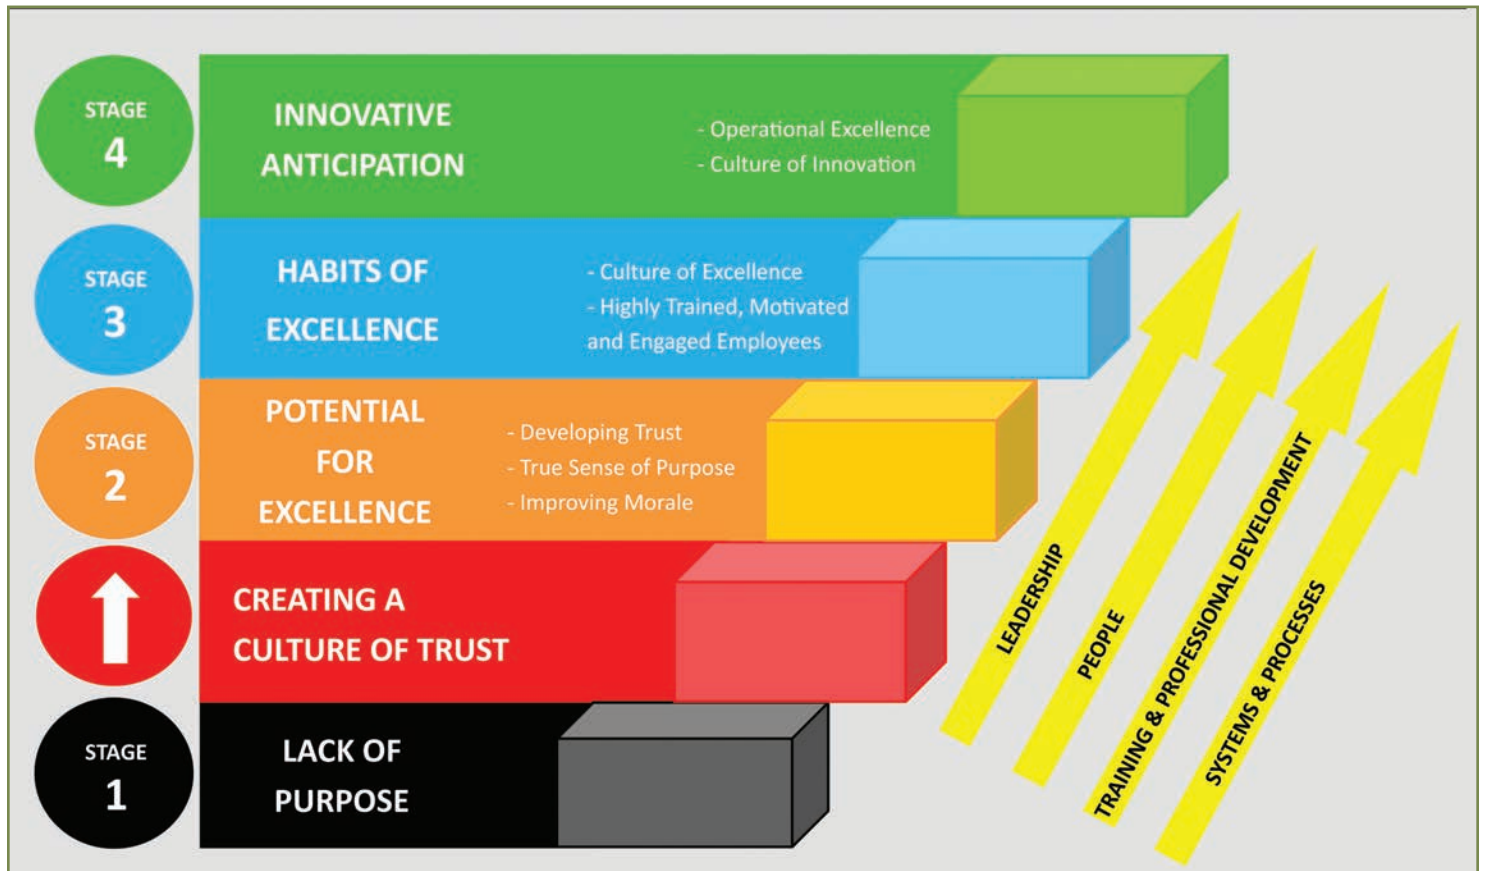 STAGE
4
INNOVATIVE
ANTICIPATION
- Operational Excellence
- Culture of Innovation
STAGE
3
HABITS OF
EXCELLENCE
- Culture of Excellence
- Highly Trained, Motivated
and Engaged Employees
STAGE
2
POTENTIAL
FOR
EXCELLENCE
- Developing Trust
- True Sense of Purpose
- Improving Morale
CREATING A
CULTURE OF TRUST
STAGE
1
LACK OF
PURPOSE
LEADERSHIP
PEOPLE
TRAINING & PROFESSIONAL DEVELOPMENT
SYSTEMS & PROCESSES